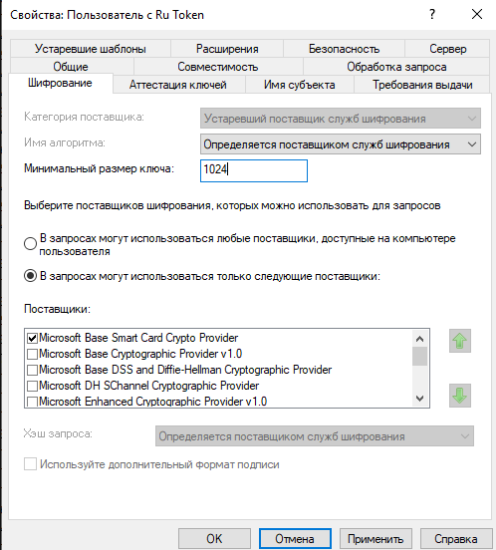 Свойства: Пользователь с Ru Token
?
Устаревшие шаблоны Расширения Безопасность Сервер
Общие Совместимость Обработка запроса
Шифрование Аттестация ключей Имя субъекта Требования выдачи
Категория поставщика: Устаревший поставщик служб шифрования
Имя алгоритма: Определяется поставщиком служб шифрования
Минимальный размер ключа: 1024
Выберите поставщиков шифрования, которых можно использовать для запросов
В запросах могут использоваться любые поставщики, доступные на компьютере
пользователя
В запросах могут использоваться только следующие поставщики:
Поставщики:
Microsoft Base Smart Card Crypto Provider
Microsoft Base Cryptographic Provider v1.0
Microsoft Base DSS and Diffie-Hellman Cryptographic Provider
Microsoft DH SChannel Cryptographic Provider
Microsoft Enhanced Cryptographic Provider v1.0
Хэш запроса: Определяется поставщиком служб шифрования
Используйте дополнительный формат подписи
OK Отмена Применить Справка